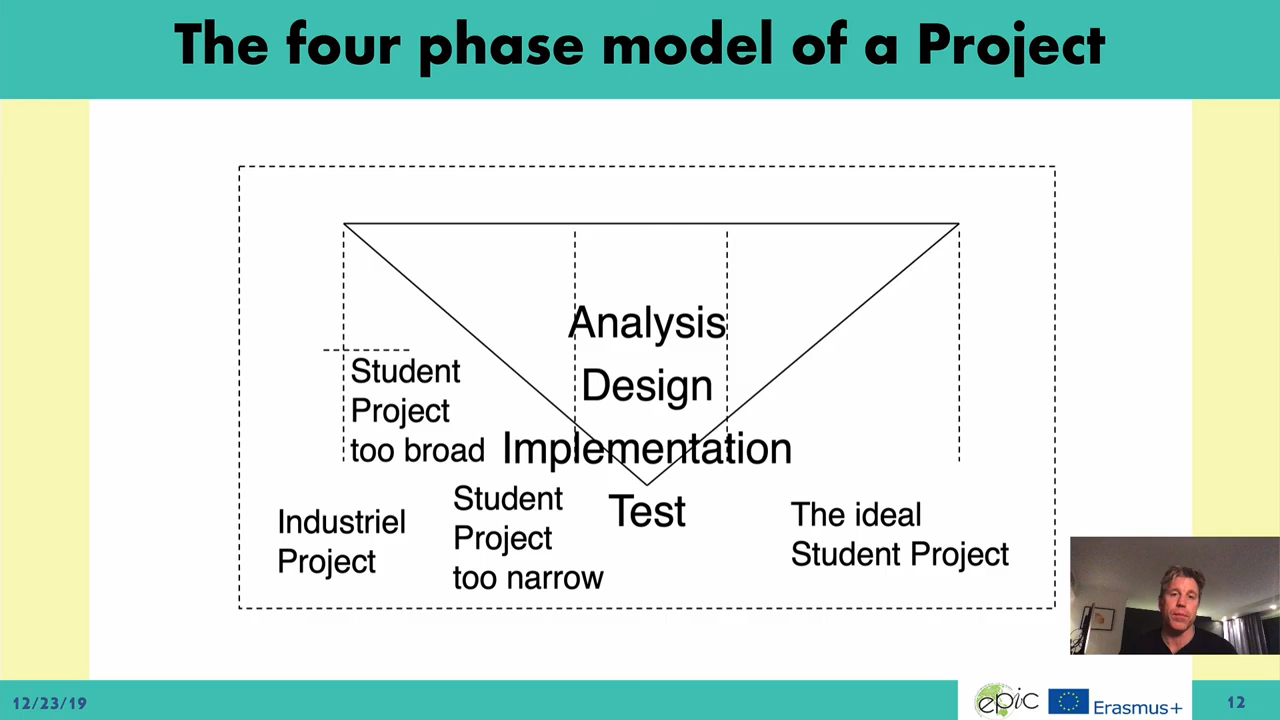 The four phase model of a Project
Analysis
Design
Implementation
Test
Student
Project
too broad
Industriel
Project
Student
Project
too narrow
The ideal
Student Project
12/23/19
epic
Erasmus+
12